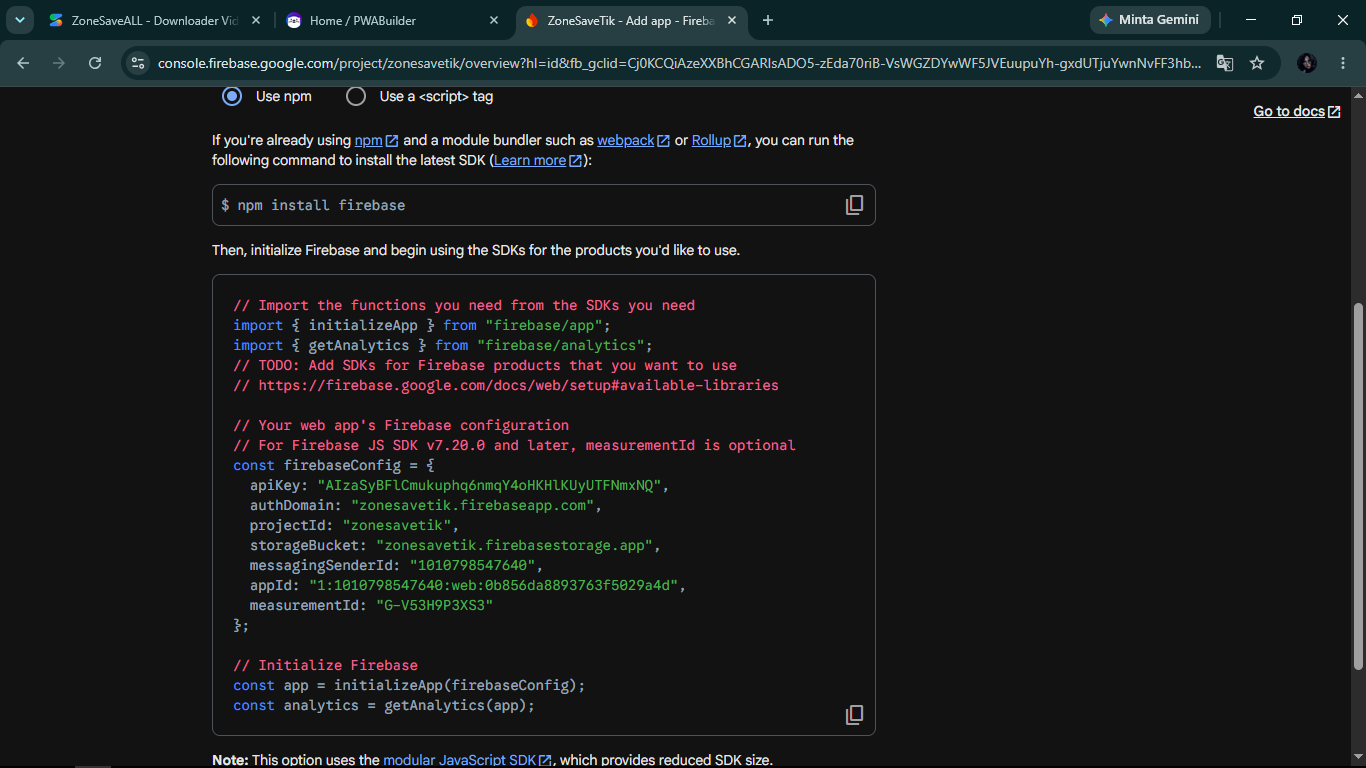 ZoneSaveALL - Downloader Vid
Home / PWABuilder
ZoneSaveTik - Add app - Fireba
Minta Gemini
console.firebase.google.com/project/zonesavetik/overview?hl=id&fb_gclid=Cj0KCQiAzeXXBhCGARIsADO5-zEda70riB-VsWGZDYwWF5JVEuupuYh-gxdUTjuYwnNvFF3hb...
Use npm
Use a <script> tag
Go to docs
If you're already using npm and a module bundler such as webpack or Rollup, you can run the
following command to install the latest SDK (Learn more):
$ npm install firebase
Then, initialize Firebase and begin using the SDKs for the products you'd like to use.
// Import the functions you need from the SDKs you need
import { initializeApp } from "firebase/app";
import { getAnalytics } from "firebase/analytics";
// TODO: Add SDKs for Firebase products that you want to use
// https://firebase.google.com/docs/web/setup#available-libraries
// Your web app's Firebase configuration
// For Firebase JS SDK v7.20.0 and later, measurementId is optional
const firebaseConfig = {
apiKey: "AIzaSyBFlCmukuphq6nmqY4oHKHlKUyUTFNmxNQ",
authDomain: "zonesavetik.firebaseapp.com",
projectId: "zonesavetik",
storageBucket: "zonesavetik.firebasestorage.app",
messagingSenderId: "1010798547640",
appId: "1:1010798547640:web:0b856da8893763f5029a4d",
measurementId: "G-V53H9P3XS3"
};
// Initialize Firebase
const app = initializeApp(firebaseConfig);
const analytics = getAnalytics(app);
Note: This option uses the modular JavaScript SDK, which provides reduced SDK size.